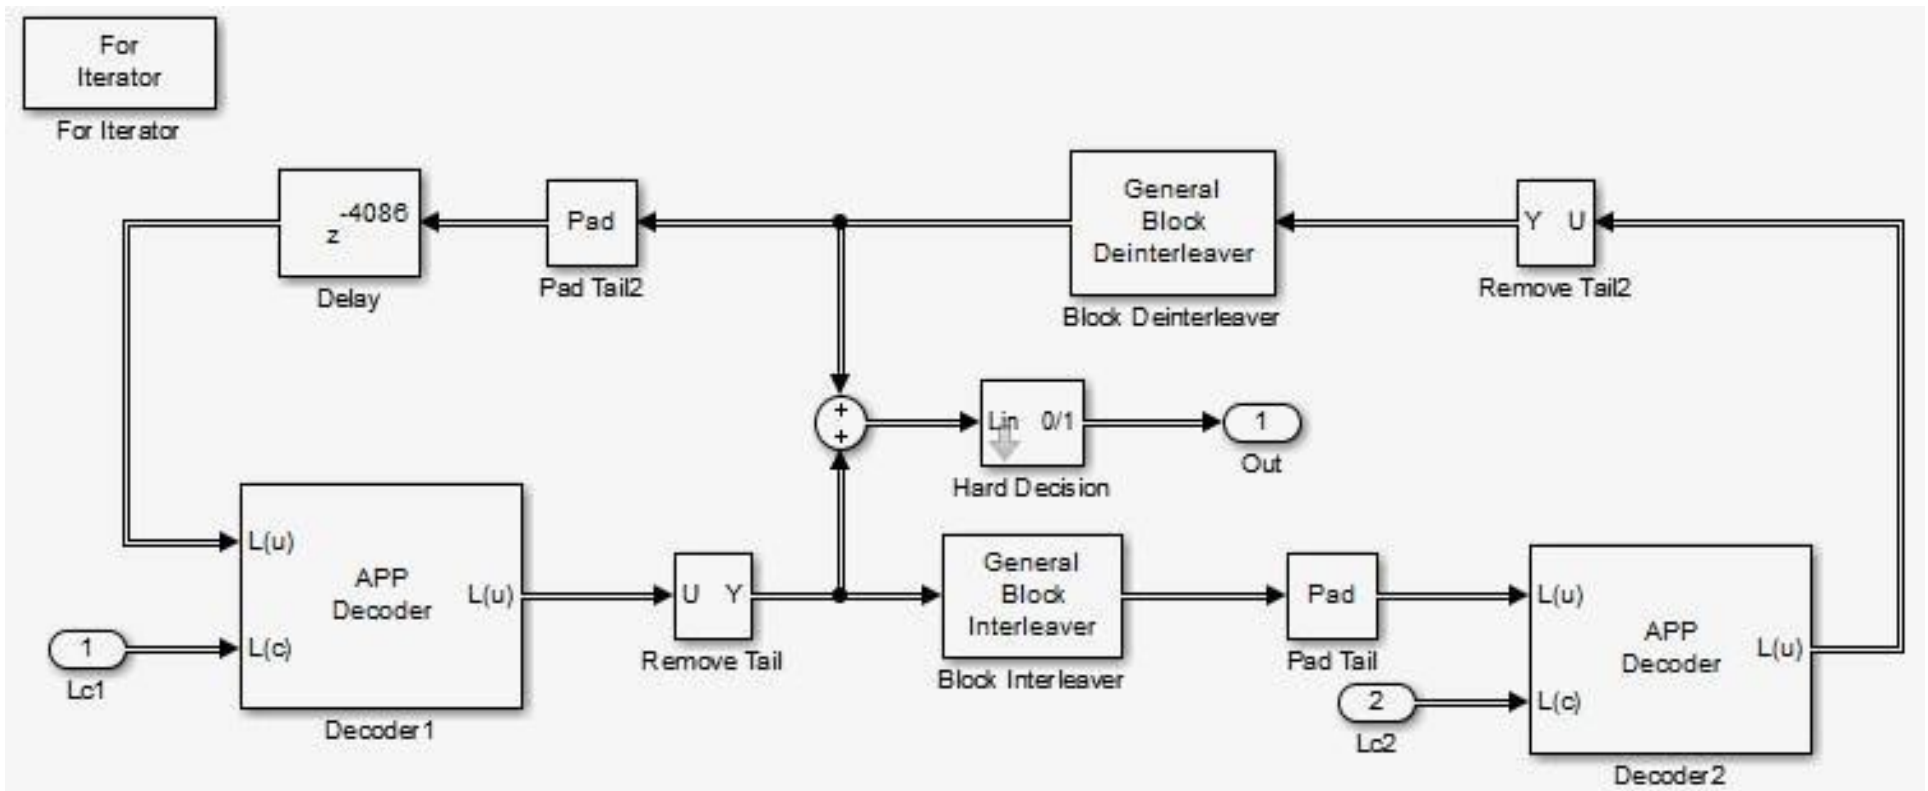 For
Iterator
For Iterator
z-4086
Delay
Pad
Pad Tail2
General
Block
Deinterleaver
Block Deinterleaver
Y U
Remove Tail2
+
+
Lin 0/1
Hard Decision
1
Out
L(u)
APP
Decoder
L(u)
L(c)
Decoder1
1
Lc1
U Y
Remove Tail
General
Block
Interleaver
Block Interleaver
Pad
Pad Tail
L(u)
APP
Decoder
L(u)
L(c)
Decoder2
2
Lc2